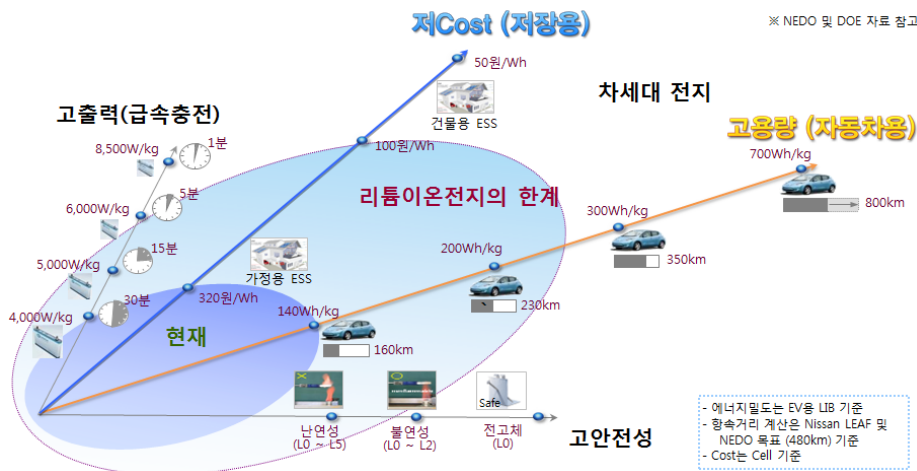 저Cost (저장용)
※ NEDO 및 DOE 자료 참고
50원/Wh
차세대 전지
고출력(급속충전)
건물용 ESS
고용량 (자동차용)
1분
100원/Wh
8,500W/kg
700Wh/kg
5분
리튬이온전지의 한계
800km
6,000W/kg
300Wh/kg
15분
200Wh/kg
5,000W/kg
350km
가정용 ESS
30분
320원/Wh
230km
4,000W/kg
140Wh/kg
현재
160km
Safe
난연성
(L0 ~ L5)
불연성
(L0 ~ L2)
전고체
(L0)
고안전성
- 에너지밀도는 EV용 LIB 기준
- 항속거리 계산은 Nissan LEAF 및
NEDO 목표 (480km) 기준
- Cost는 Cell 기준